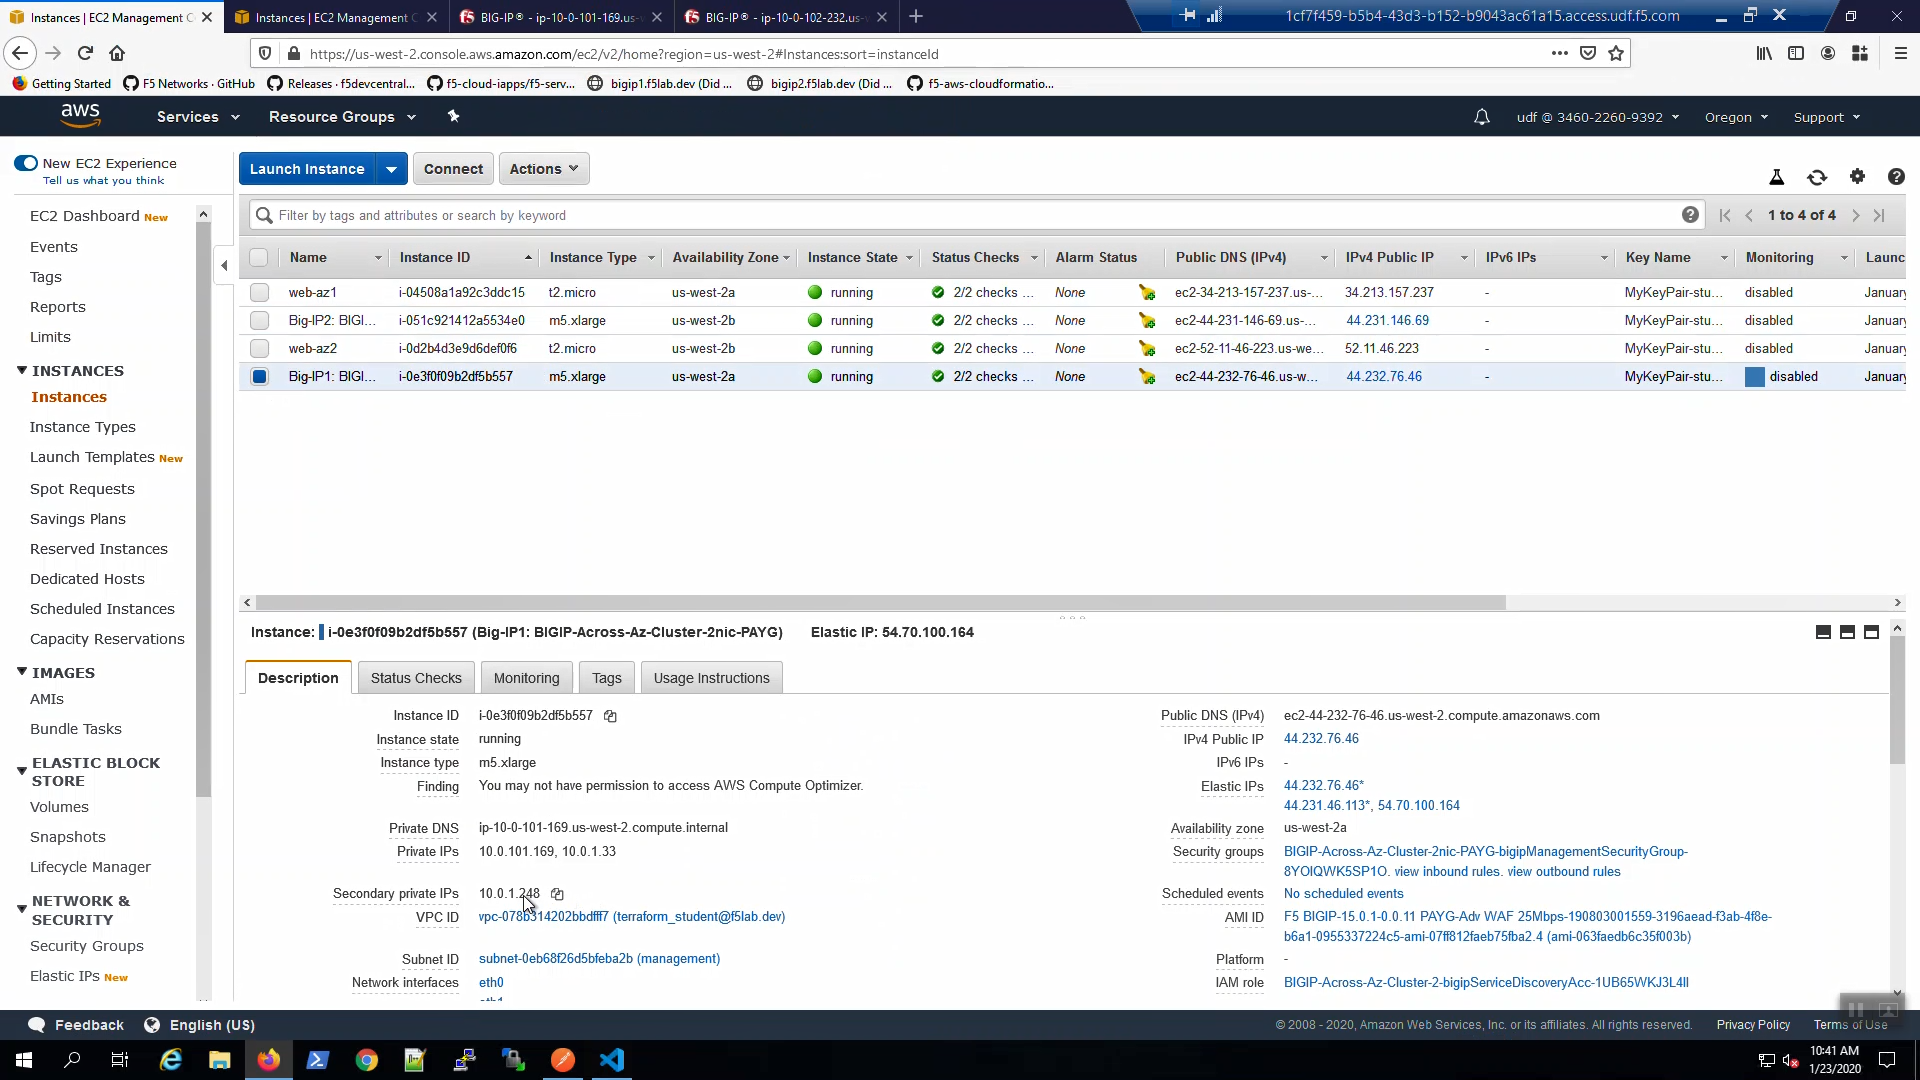 Instances | EC2 Management C
Instances | EC2 Management
BIG-IP® - ip-10-0-101-169.us-
BIG-IP® - ip-10-0-102-232.us-
1cf7f459-b5b4-43d3-b152-b9043ac61a15.access.udf.f5.com
https://us-west-2.console.aws.amazon.com/ec2/v2/home?region=us-west-2#Instances:sort=instanceId
Getting Started
F5 Networks · GitHub
Releases · f5devcentral...
f5-cloud-iapps/f5-serv...
bigip1.f5lab.dev (Did ...
bigip2.f5lab.dev (Did ...
f5-aws-cloudformatio...
aws
Services
Resource Groups
udf @ 3460-2260-9392
Oregon
Support
New EC2 Experience
Tell us what you think
EC2 Dashboard New
Events
Tags
Reports
Limits
INSTANCES
Instances
Instance Types
Launch Templates New
Spot Requests
Savings Plans
Reserved Instances
Dedicated Hosts
Scheduled Instances
Capacity Reservations
IMAGES
AMIs
Bundle Tasks
ELASTIC BLOCK
STORE
Volumes
Snapshots
Lifecycle Manager
NETWORK &
SECURITY
Security Groups
Elastic IPs New
Launch Instance
Connect
Actions
Filter by tags and attributes or search by keyword
1 to 4 of 4
Name Instance ID Instance Type Availability Zone Instance State Status Checks Alarm Status Public DNS (IPv4) IPv4 Public IP IPv6 IPs Key Name Monitoring Launc
web-az1 i-04508a1a92c3ddc15 t2.micro us-west-2a running 2/2 checks ... None ec2-34-213-157-237.us-... 34.213.157.237 - MyKeyPair-stu... disabled January
Big-IP2: BIGI... i-051c921412a5534e0 m5.xlarge us-west-2b running 2/2 checks ... None ec2-44-231-146-69.us-... 44.231.146.69 - MyKeyPair-stu... disabled January
web-az2 i-0d2b4d3e9d6def0f6 t2.micro us-west-2b running 2/2 checks ... None ec2-52-11-46-223.us-we... 52.11.46.223 - MyKeyPair-stu... disabled January
Big-IP1: BIGI... i-0e3f0f09b2df5b557 m5.xlarge us-west-2a running 2/2 checks ... None ec2-44-232-76-46.us-w... 44.232.76.46 - MyKeyPair-stu... disabled January
Instance: i-0e3f0f09b2df5b557 (Big-IP1: BIGIP-Across-Az-Cluster-2nic-PAYG) Elastic IP: 54.70.100.164
Description
Status Checks
Monitoring
Tags
Usage Instructions
Instance ID i-0e3f0f09b2df5b557
Instance state running
Instance type m5.xlarge
Finding You may not have permission to access AWS Compute Optimizer.
Private DNS ip-10-0-101-169.us-west-2.compute.internal
Private IPs 10.0.101.169, 10.0.1.33
Secondary private IPs 10.0.1.248
VPC ID vpc-078b314202bbdfff7 (terraform_student@f5lab.dev)
Subnet ID subnet-0eb68f26d5bfeba2b (management)
Network interfaces eth0
eth1
Public DNS (IPv4) ec2-44-232-76-46.us-west-2.compute.amazonaws.com
IPv4 Public IP 44.232.76.46
IPv6 IPs -
Elastic IPs 44.232.76.46*
44.231.46.113*, 54.70.100.164
Availability zone us-west-2a
Security groups BIGIP-Across-Az-Cluster-2nic-PAYG-bigipManagementSecurityGroup-
8YOIQWK5SP1O. view inbound rules. view outbound rules
Scheduled events No scheduled events
AMI ID F5 BIGIP-15.0.1-0.0.11 PAYG-Adv WAF 25Mbps-190803001559-3196aead-f3ab-4f8e-
b6a1-0955337224c5-ami-07ff812faeb75fba2.4 (ami-063faedb6c35f003b)
Platform -
IAM role BIGIP-Across-Az-Cluster-2-bigipServiceDiscoveryAcc-1UB65WKJ3L4II
Feedback
English (US)
© 2008 - 2020, Amazon Web Services, Inc. or its affiliates. All rights reserved.
Privacy Policy
Terms of Use
10:41 AM
1/23/2020